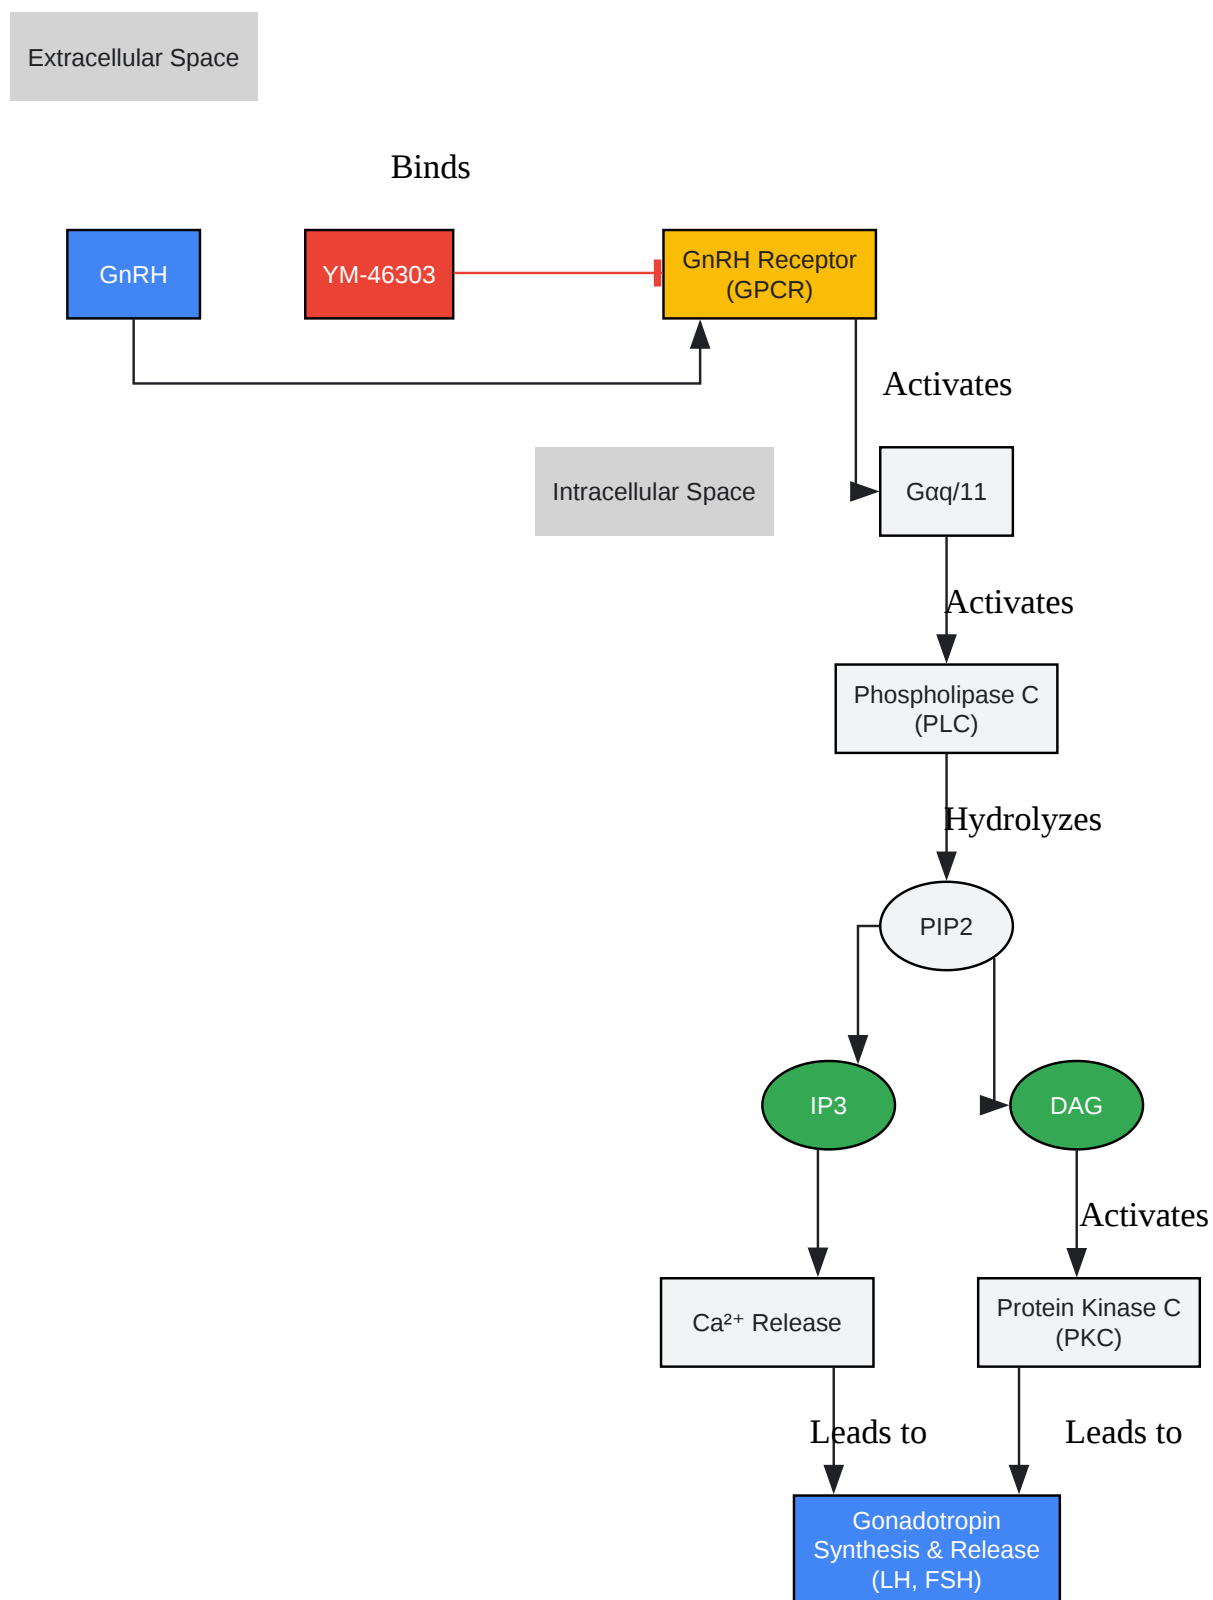 Extracellular Space
Binds
GnRH
YM-46303
GnRH Receptor
(GPCR)
Activates
Intracellular Space
Gαq/11
Activates
Phospholipase C
(PLC)
Hydrolyzes
PIP2
IP3
DAG
Activates
Ca²⁺ Release
Protein Kinase C
(PKC)
Leads to
Leads to
Gonadotropin
Synthesis & Release
(LH, FSH)